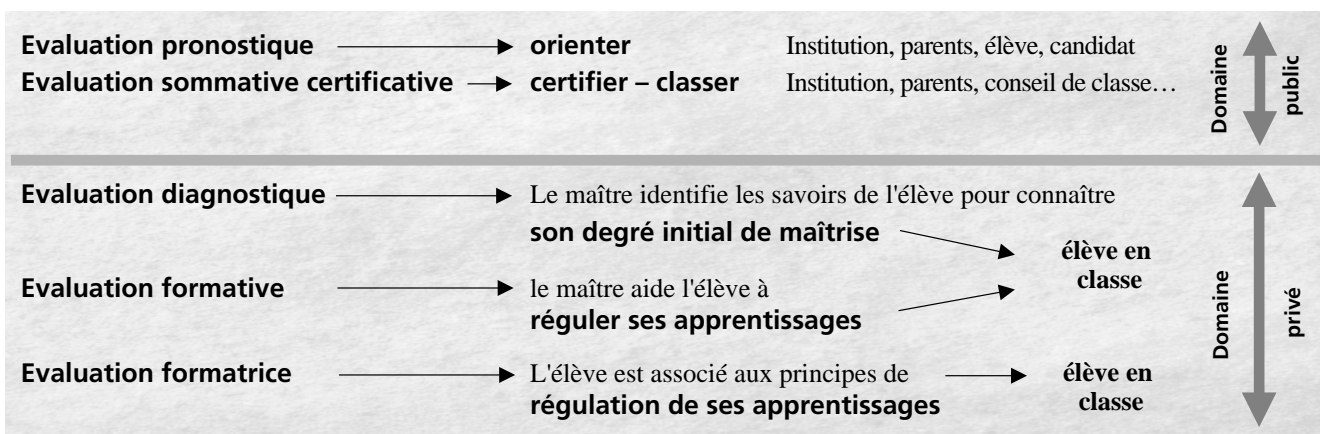 Evaluation pronostique orienter Institution, parents, élève, candidat
Evaluation sommative certificative certifier – classer Institution, parents, conseil de classe…
Domaine
public
Evaluation diagnostique Le maître identifie les savoirs de l'élève pour connaître
son degré initial de maîtrise
élève en
classe
Evaluation formative le maître aide l'élève à
réguler ses apprentissages
Evaluation formatrice L'élève est associé aux principes de élève en
régulation de ses apprentissages classe
Domaine
privé